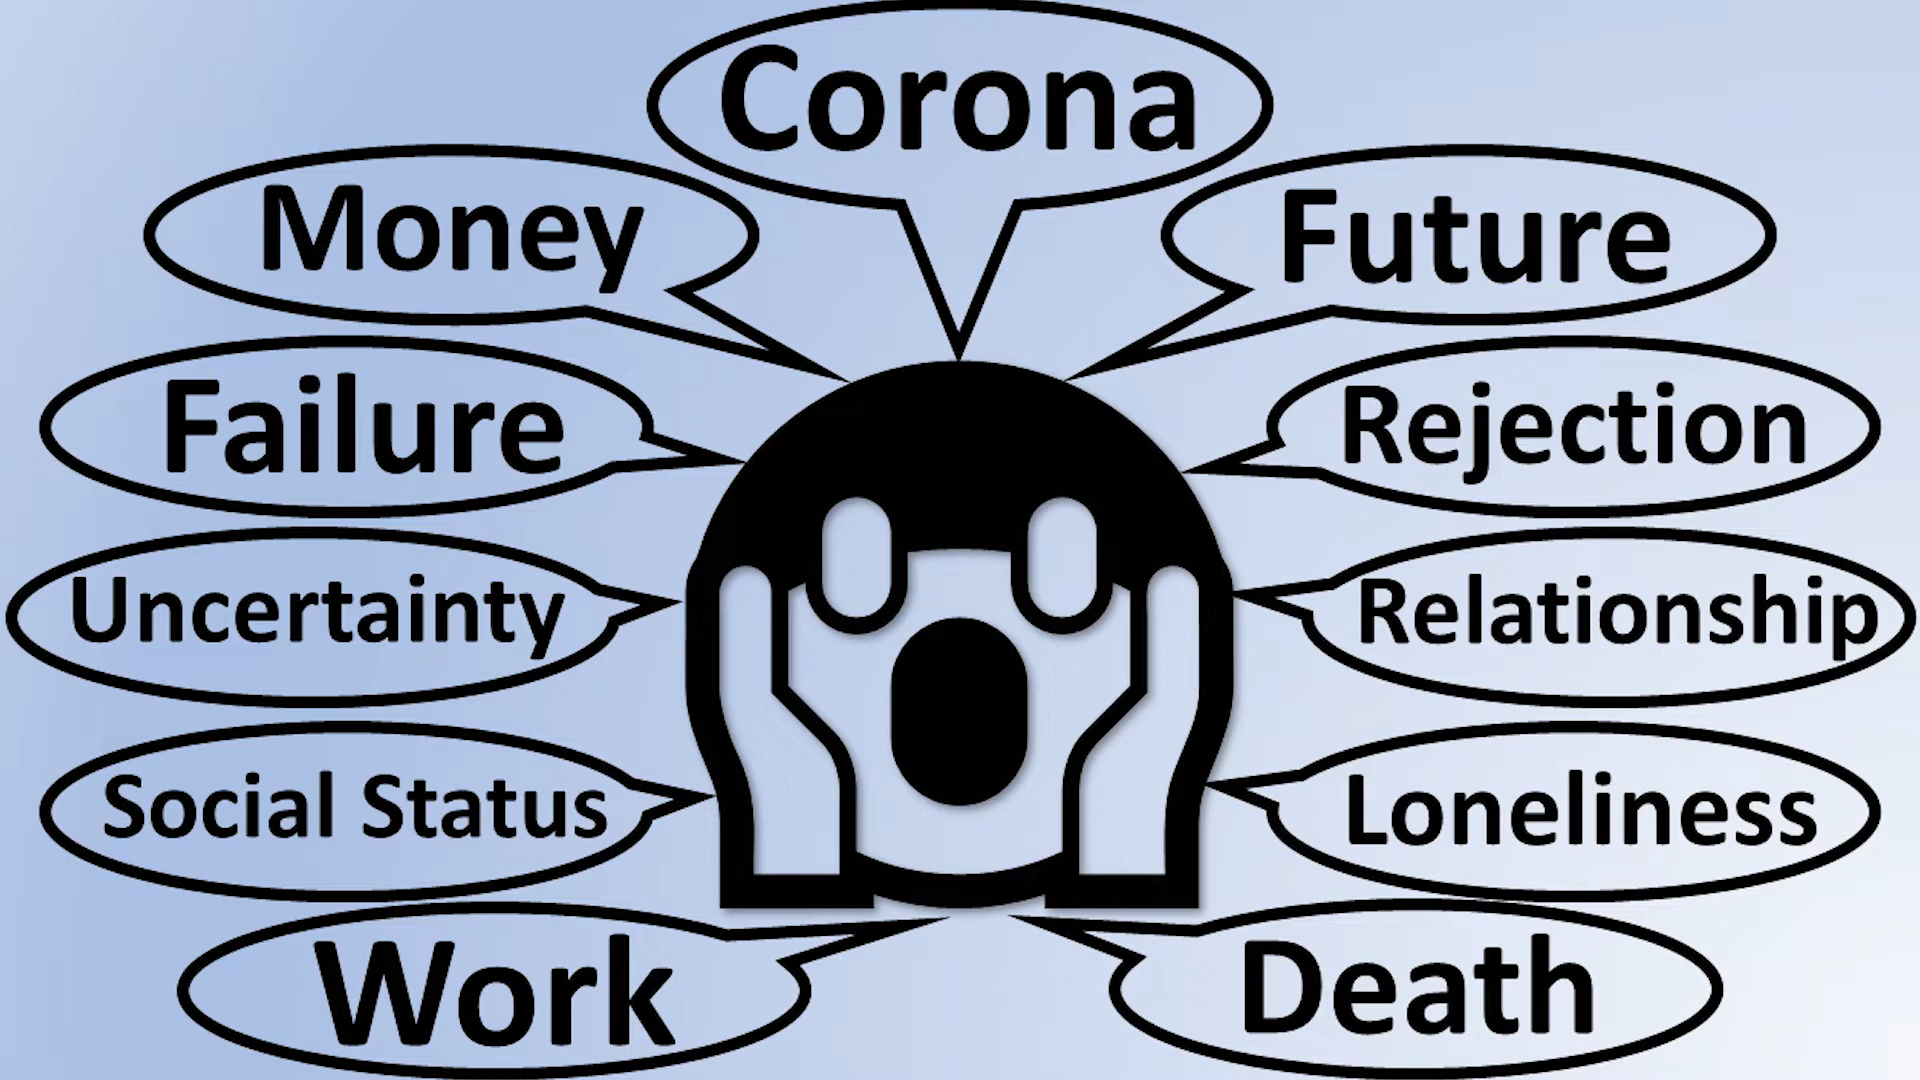 Corona
Money
Future
Failure
Rejection
Uncertainty
Relationship
Social Status
Loneliness
Work
Death